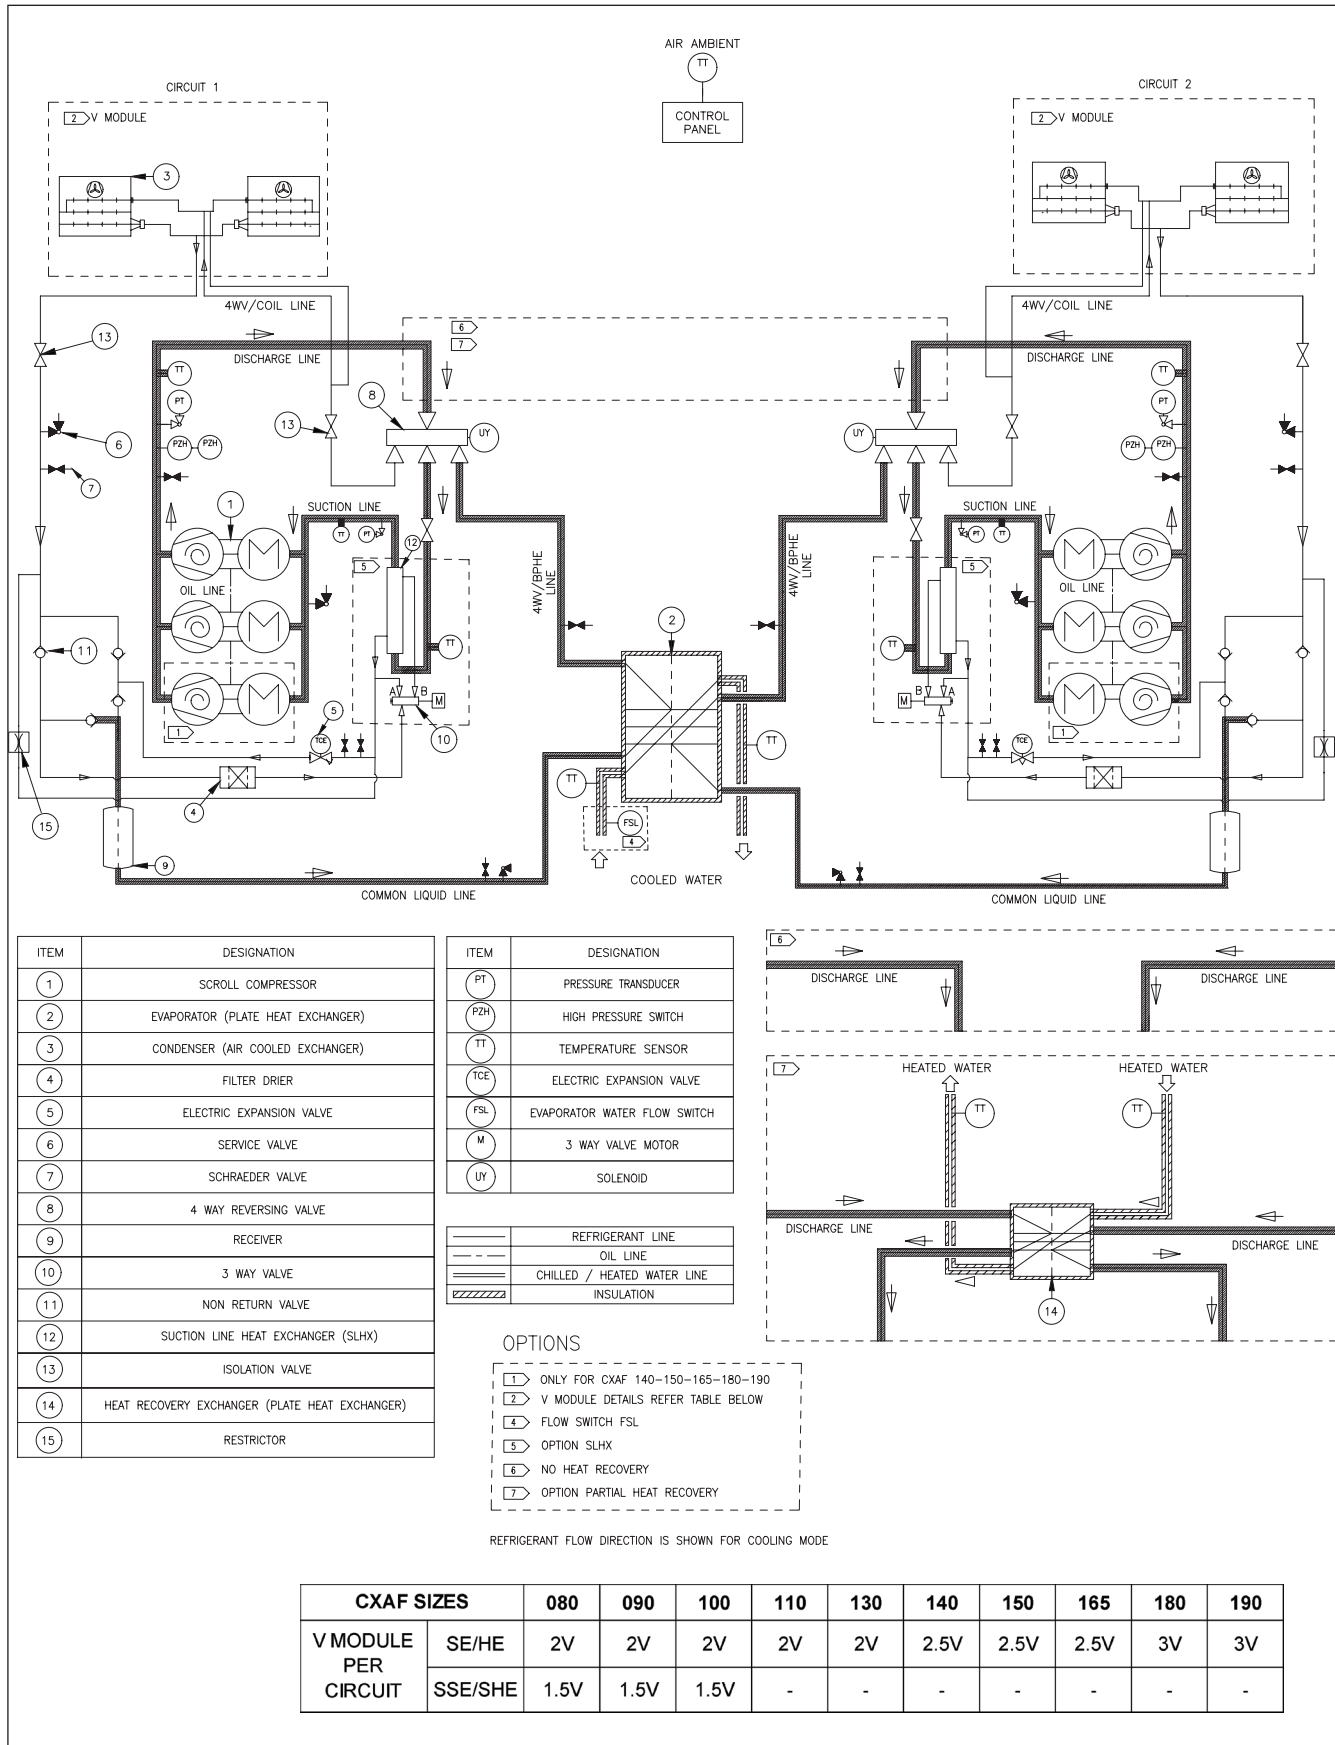 AIR AMBIENT
TT
CONTROL
PANEL
CIRCUIT 1
2 V MODULE
3
CIRCUIT 2
2 V MODULE
4WV/COIL LINE
4WV/COIL LINE
6
7
13
DISCHARGE LINE
DISCHARGE LINE
TT
TT
PT
PT
8
13
6
UY
UY
PZH PZH
PZH PZH
7
1
SUCTION LINE
SUCTION LINE
TT PT
PT TT
12
5
5
OIL LINE
OIL LINE
4WV/BPHE
LINE
4WV/BPHE
LINE
2
11
TT
TT
A B
M
M
B A
1
5
10
1
TCE
TCE
TT
TT
4
15
FSL
4
9
COOLED WATER
COMMON LIQUID LINE
COMMON LIQUID LINE
ITEM DESIGNATION
1 SCROLL COMPRESSOR
2 EVAPORATOR (PLATE HEAT EXCHANGER)
3 CONDENSER (AIR COOLED EXCHANGER)
4 FILTER DRIER
5 ELECTRIC EXPANSION VALVE
6 SERVICE VALVE
7 SCHRAEDER VALVE
8 4 WAY REVERSING VALVE
9 RECEIVER
10 3 WAY VALVE
11 NON RETURN VALVE
12 SUCTION LINE HEAT EXCHANGER (SLHX)
13 ISOLATION VALVE
14 HEAT RECOVERY EXCHANGER (PLATE HEAT EXCHANGER)
15 RESTRICTOR
ITEM DESIGNATION
PT PRESSURE TRANSDUCER
PZH HIGH PRESSURE SWITCH
TT TEMPERATURE SENSOR
TCE ELECTRIC EXPANSION VALVE
FSL EVAPORATOR WATER FLOW SWITCH
M 3 WAY VALVE MOTOR
UY SOLENOID
REFRIGERANT LINE
OIL LINE
CHILLED / HEATED WATER LINE
INSULATION
6
DISCHARGE LINE
DISCHARGE LINE
7
HEATED WATER
HEATED WATER
TT
TT
DISCHARGE LINE
DISCHARGE LINE
14
OPTIONS
1 ONLY FOR CXAF 140-150-165-180-190
2 V MODULE DETAILS REFER TABLE BELOW
4 FLOW SWITCH FSL
5 OPTION SLHX
6 NO HEAT RECOVERY
7 OPTION PARTIAL HEAT RECOVERY
REFRIGERANT FLOW DIRECTION IS SHOWN FOR COOLING MODE
CXAF SIZES 080 090 100 110 130 140 150 165 180 190
V MODULE
PER
CIRCUIT
SE/HE 2V 2V 2V 2V 2V 2.5V 2.5V 2.5V 3V 3V
SSE/SHE 1.5V 1.5V 1.5V - - - - - - -